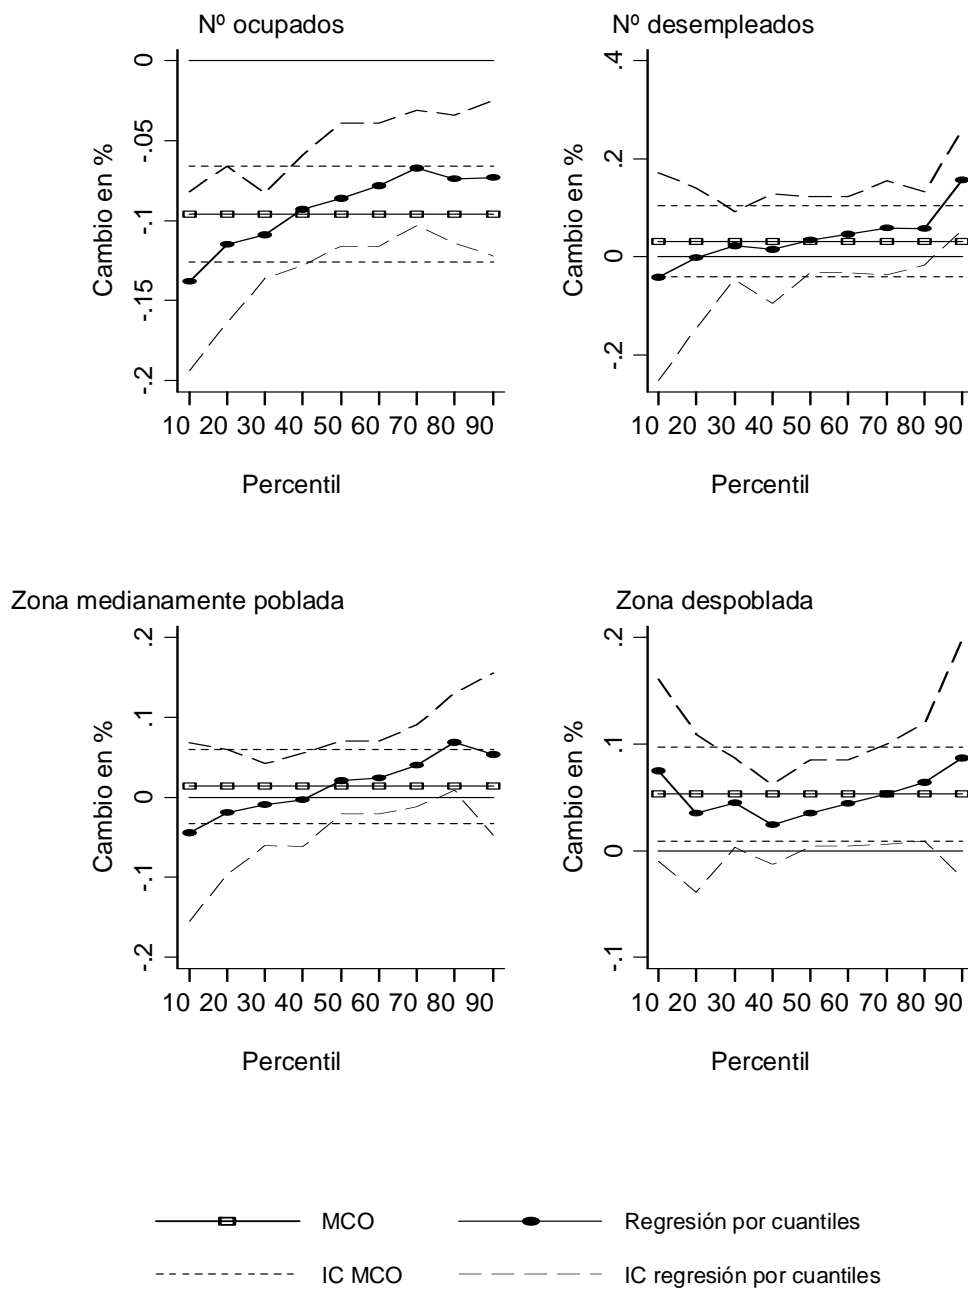 Nº ocupados
Cambio en %
0
-.05
-.1
-.15
-.2
10 20 30 40 50 60 70 80 90
Percentil
Nº desempleados
Cambio en %
.4
.2
0
-.2
10 20 30 40 50 60 70 80 90
Percentil
Zona medianamente poblada
Cambio en %
.2
.1
0
-.1
-.2
10 20 30 40 50 60 70 80 90
Percentil
Zona despoblada
Cambio en %
.2
.1
0
-.1
10 20 30 40 50 60 70 80 90
Percentil
MCO
Regresión por cuantiles
IC MCO
IC regresión por cuantiles